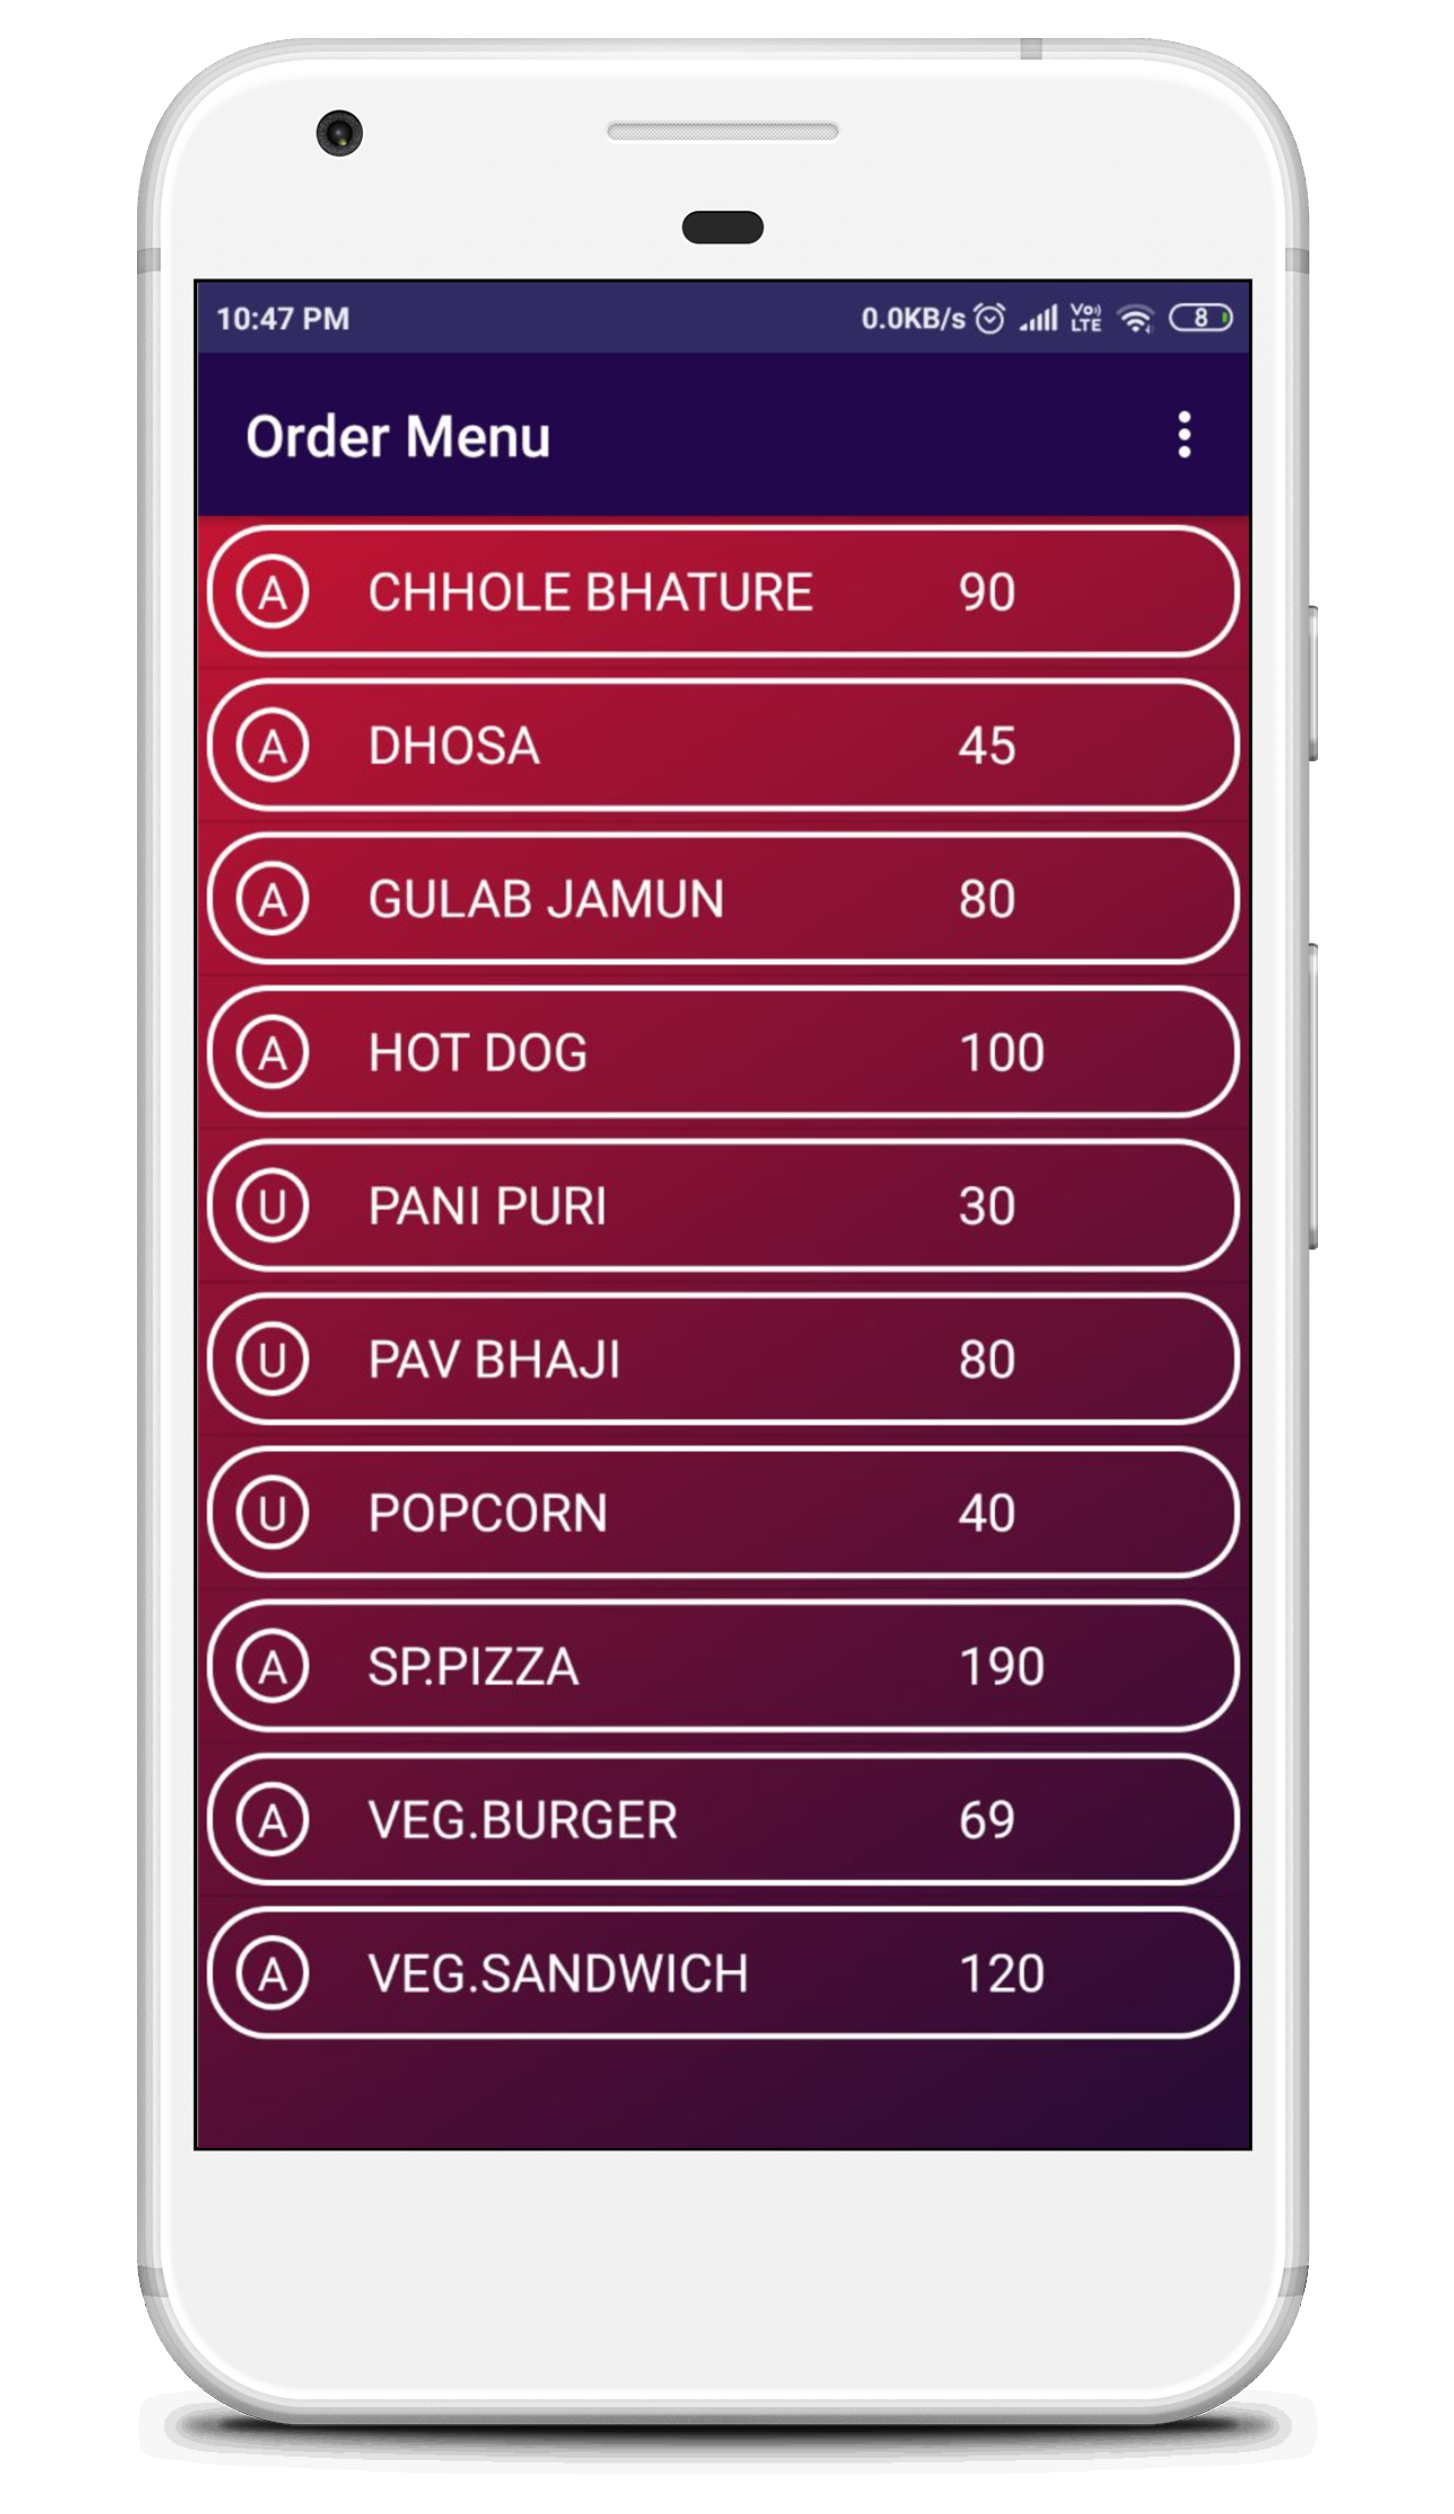 10:47 PM 0.0KB/s Vo) LTE 8
Order Menu
A CHHOLE BHATURE 90
A DHOSA 45
A GULAB JAMUN 80
A HOT DOG 100
U PANI PURI 30
U PAV BHAJI 80
U POPCORN 40
A SP.PIZZA 190
A VEG.BURGER 69
A VEG.SANDWICH 120